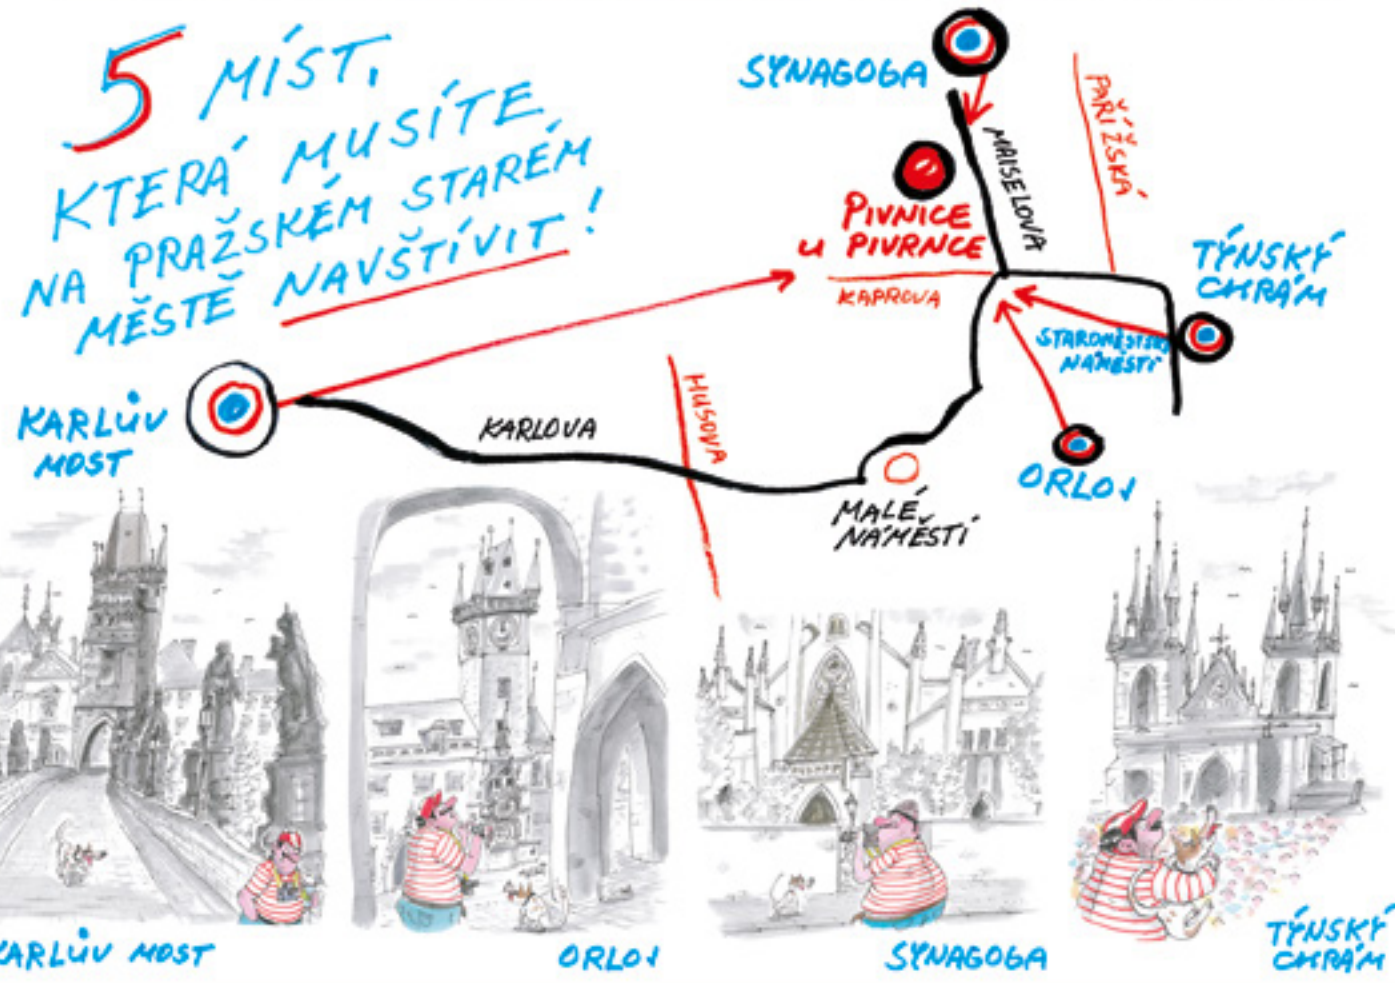 5 MÍST,
KTERÁ MUSÍTE
NA PRAŽSKÉM STARÉM
MĚSTĚ NAVŠTÍVIT!
SYNAGOGA
PAŘÍŽSKÁ
MAISELOVA
PIVNICE
U PIVRNCE
KAPROVA
TÝNSKÝ
CHRÁM
STAROMĚSTSKÉ
NÁMĚSTÍ
KARLŮV
MOST
KARLOVA
HUSOVA
ORLOJ
MALÉ
NÁMĚSTÍ
KARLŮV MOST
ORLOJ
SYNAGOGA
TÝNSKÝ
CHRÁM